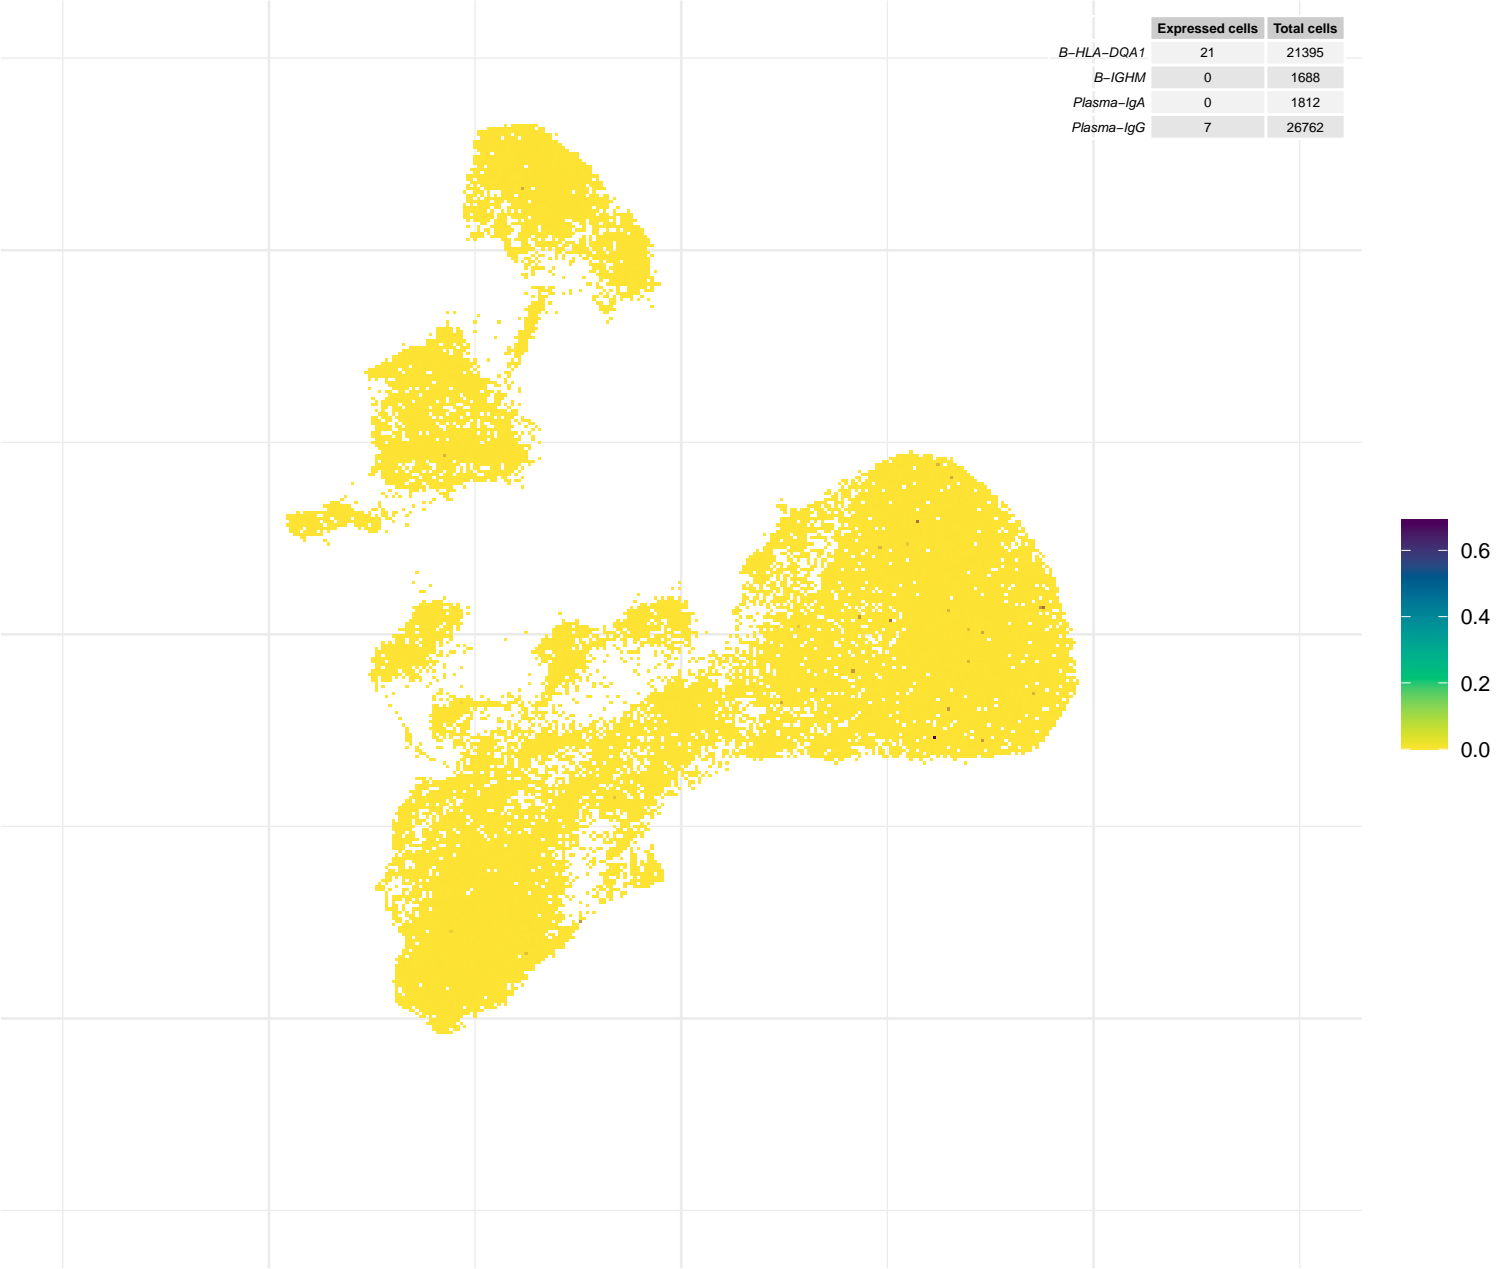 Expressed cells Total cells
B−HLA−DQA1 21 21395
B−IGHM 0 1688
Plasma−IgA 0 1812
Plasma−IgG 7 26762
0.6
0.4
0.2
0.0